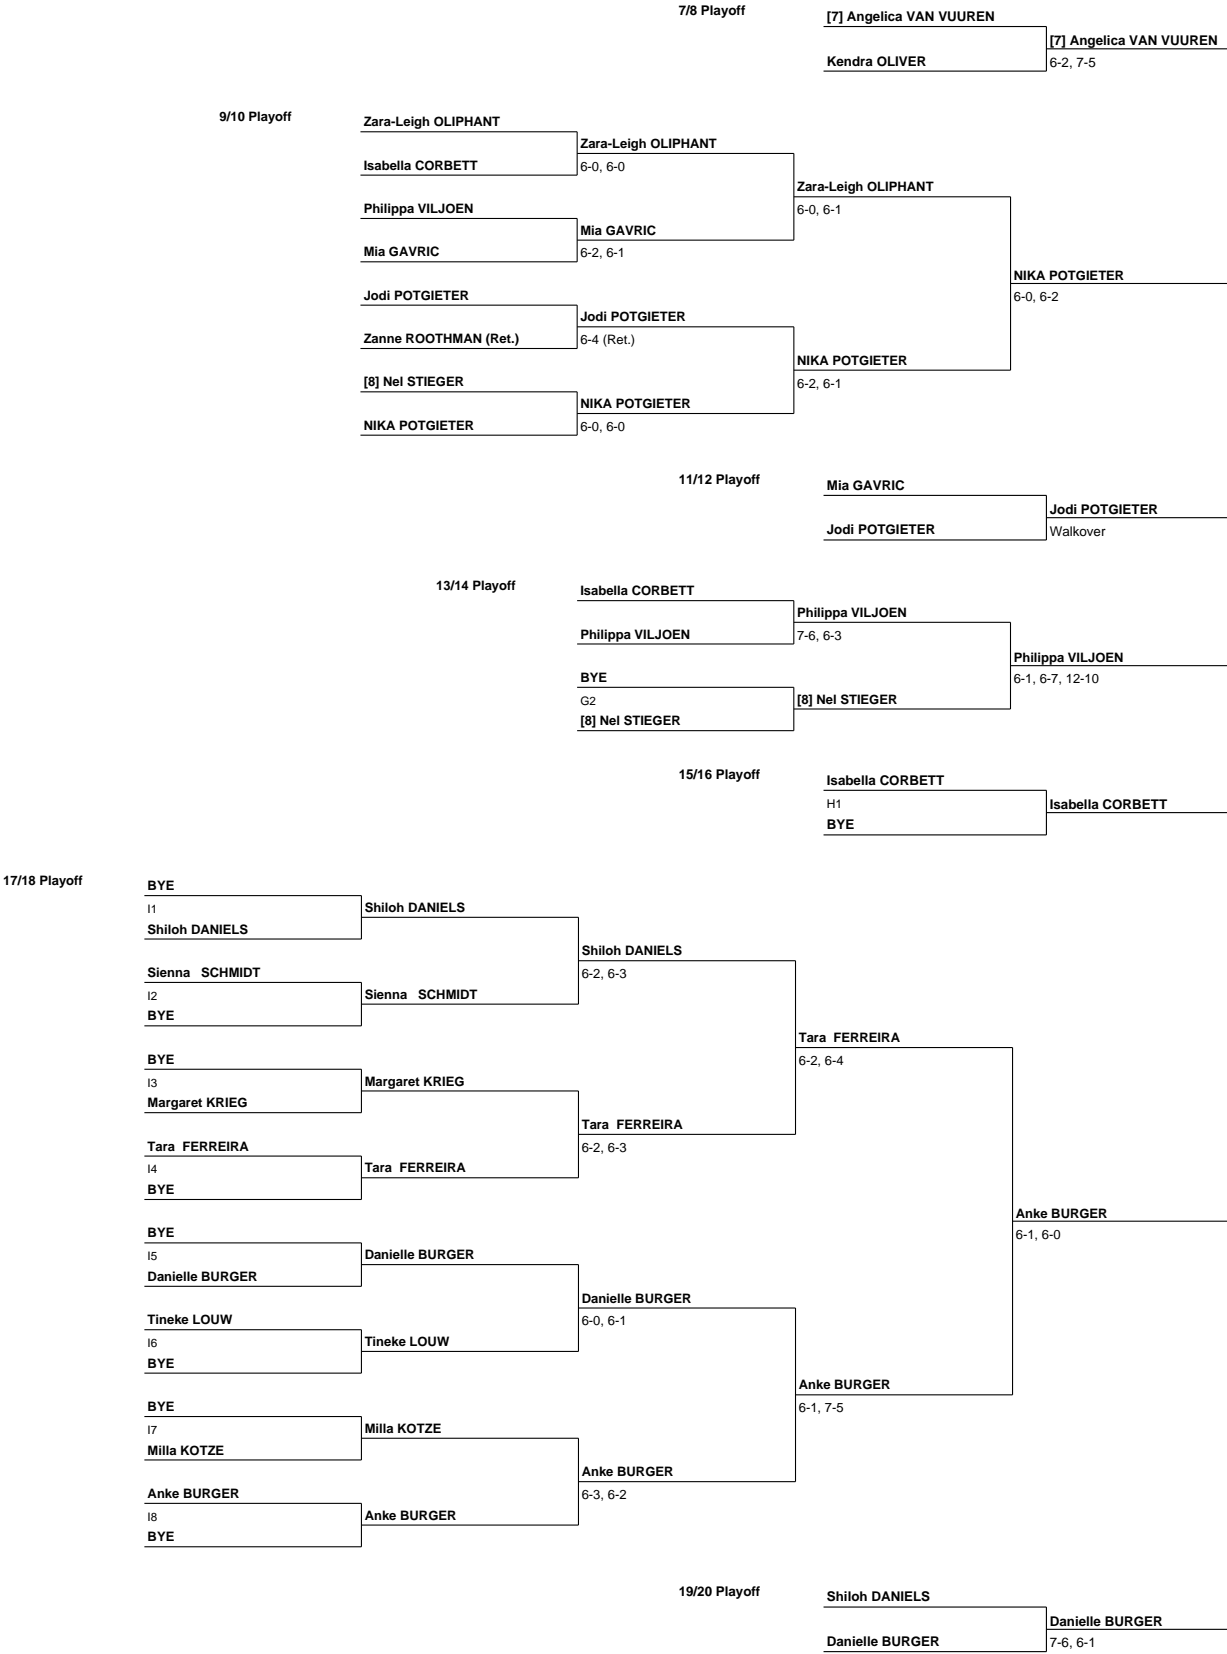 7/8 Playoff
[7] Angelica VAN VUUREN
[7] Angelica VAN VUUREN
Kendra OLIVER
6-2, 7-5
9/10 Playoff
Zara-Leigh OLIPHANT
Zara-Leigh OLIPHANT
Isabella CORBETT
6-0, 6-0
Zara-Leigh OLIPHANT
Philippa VILJOEN
6-0, 6-1
Mia GAVRIC
Mia GAVRIC
6-2, 6-1
NIKA POTGIETER
Jodi POTGIETER
6-0, 6-2
Jodi POTGIETER
Zanne ROOTHMAN (Ret.)
6-4 (Ret.)
NIKA POTGIETER
[8] Nel STIEGER
6-2, 6-1
NIKA POTGIETER
NIKA POTGIETER
6-0, 6-0
11/12 Playoff
Mia GAVRIC
Jodi POTGIETER
Jodi POTGIETER
Walkover
13/14 Playoff
Isabella CORBETT
Philippa VILJOEN
Philippa VILJOEN
7-6, 6-3
Philippa VILJOEN
BYE
6-1, 6-7, 12-10
G2
[8] Nel STIEGER
[8] Nel STIEGER
15/16 Playoff
Isabella CORBETT
H1
Isabella CORBETT
BYE
17/18 Playoff
BYE
I1
Shiloh DANIELS
Shiloh DANIELS
Shiloh DANIELS
Sienna SCHMIDT
6-2, 6-3
I2
Sienna SCHMIDT
BYE
Tara FERREIRA
BYE
6-2, 6-4
I3
Margaret KRIEG
Margaret KRIEG
Tara FERREIRA
Tara FERREIRA
6-2, 6-3
I4
Tara FERREIRA
BYE
Anke BURGER
BYE
6-1, 6-0
I5
Danielle BURGER
Danielle BURGER
Danielle BURGER
Tineke LOUW
6-0, 6-1
I6
Tineke LOUW
BYE
Anke BURGER
BYE
6-1, 7-5
I7
Milla KOTZE
Milla KOTZE
Anke BURGER
Anke BURGER
6-3, 6-2
I8
Anke BURGER
BYE
19/20 Playoff
Shiloh DANIELS
Danielle BURGER
Danielle BURGER
7-6, 6-1